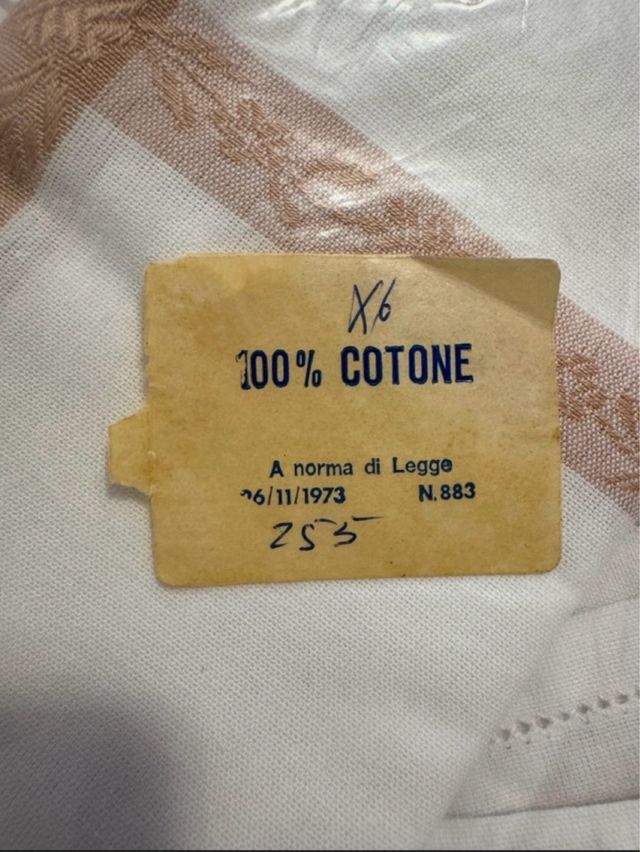 X6
100% COTONE
A norma di Legge
26/11/1973 N.883
255